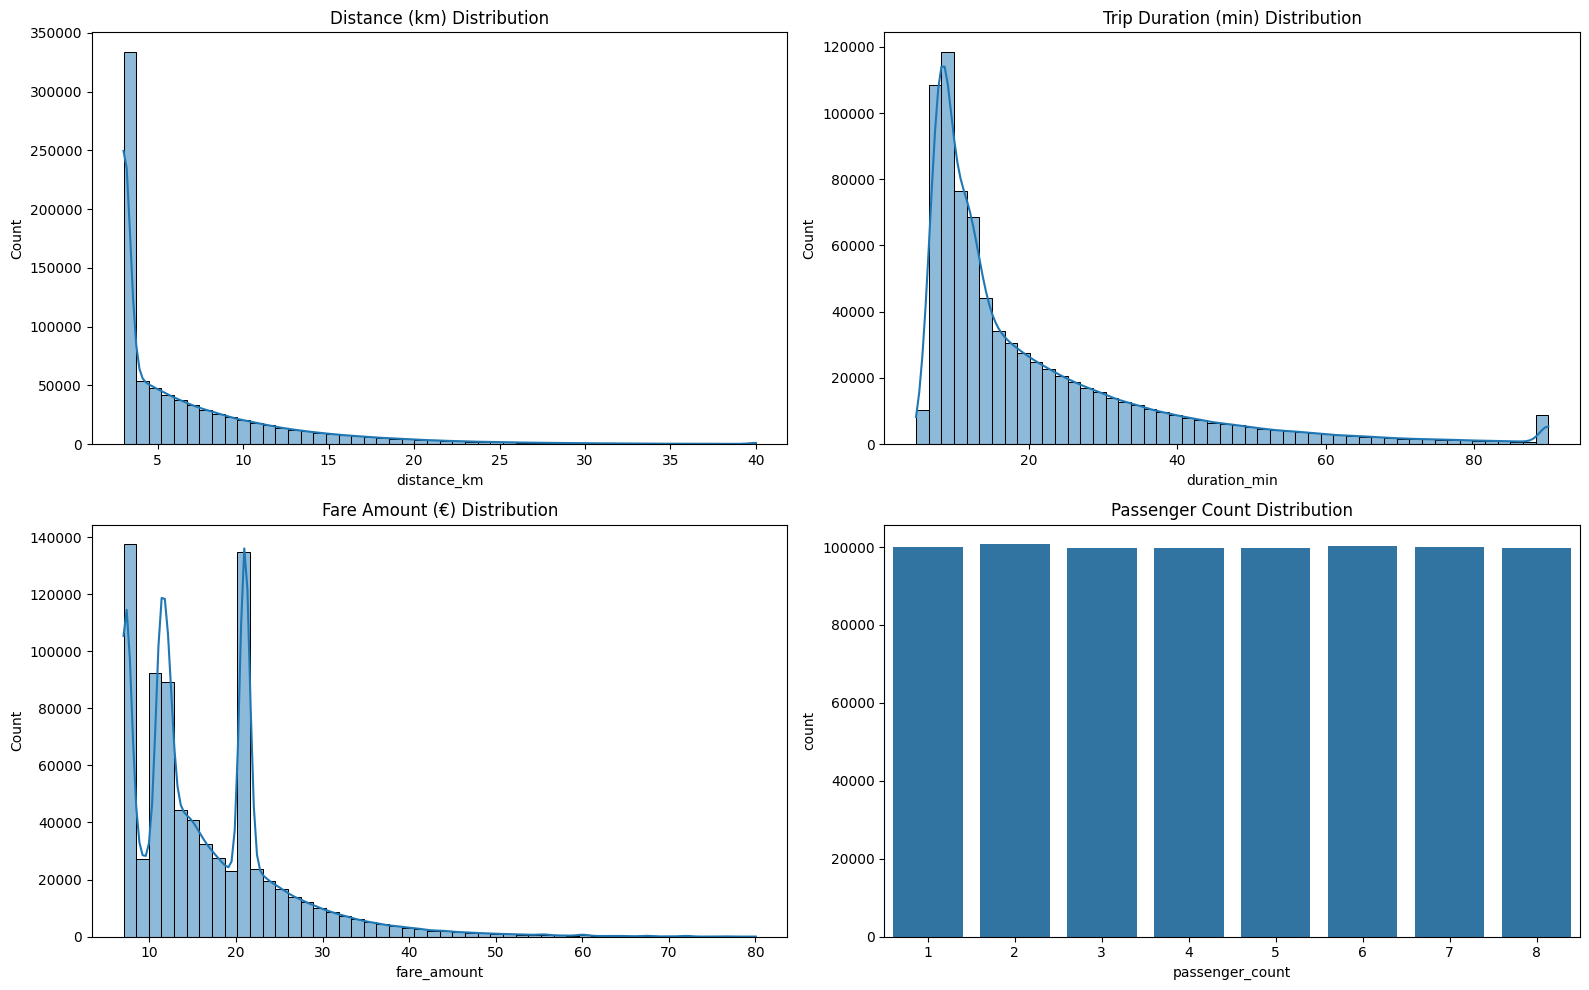 Distance (km) Distribution
350000
300000
250000
200000
150000
100000
50000
0
Count
5 10 15 20 25 30 35 40
distance_km
Trip Duration (min) Distribution
120000
100000
80000
60000
40000
20000
0
Count
20 40 60 80
duration_min
Fare Amount (€) Distribution
140000
120000
100000
80000
60000
40000
20000
0
Count
10 20 30 40 50 60 70 80
fare_amount
Passenger Count Distribution
100000
80000
60000
40000
20000
0
count
1 2 3 4 5 6 7 8
passenger_count